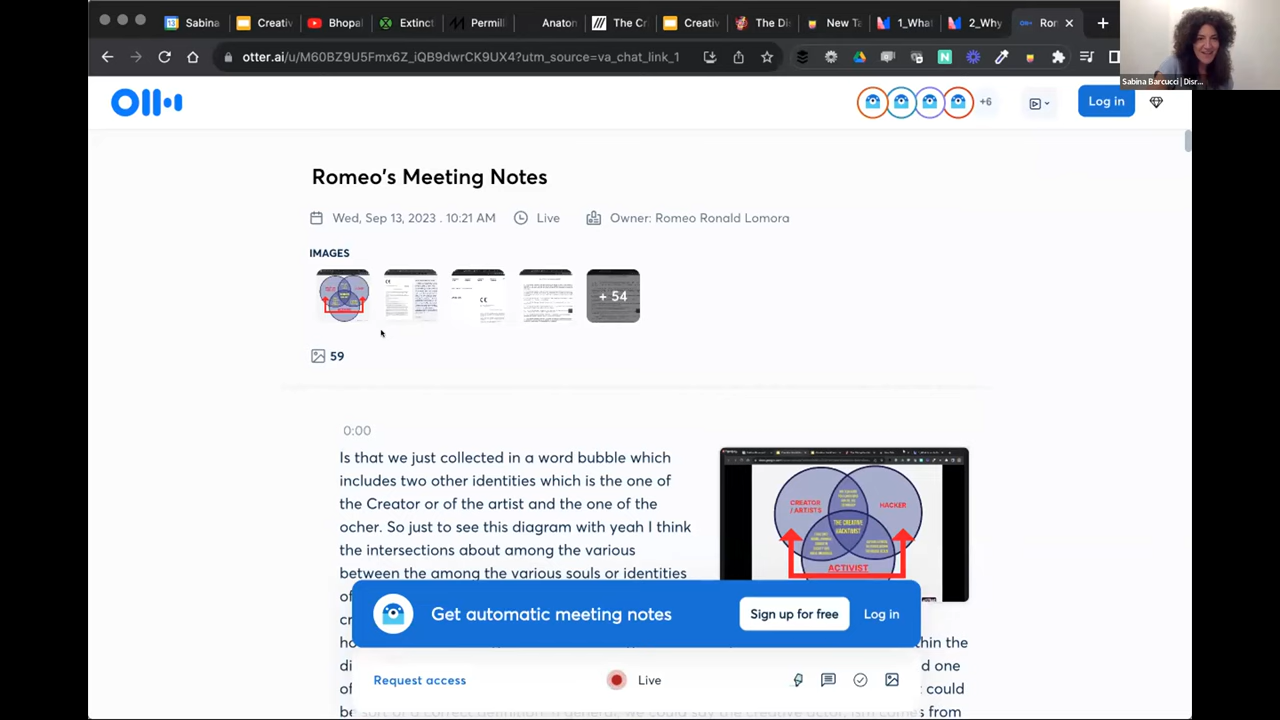 Sabina
Creativ
Bhopal
Extinct
Permill
Anaton
The Cr
Creativ
The Dis
New Ta
1_What
2_Why
Ron
otter.ai/u/M60BZ9U5Fmx6Z_iQB9dwrCK9UX4?utm_source=va_chat_link_1
Sabina Barcucci | Disr...
+6
Log in
Romeo's Meeting Notes
Wed, Sep 13, 2023 . 10:21 AM
Live
Owner: Romeo Ronald Lomora
IMAGES
+ 54
59
0:00
Is that we just collected in a word bubble which
includes two other identities which is the one of
the Creator or of the artist and the one of the
ocher. So just to see this diagram with yeah I think
the intersections about among the various
between the among the various souls or identities
CREATOR
/ARTISTS
HACKER
THE CREATIVE
HACKTIVIST
ACTIVIST
Get automatic meeting notes
Sign up for free
Log in
Request access
Live